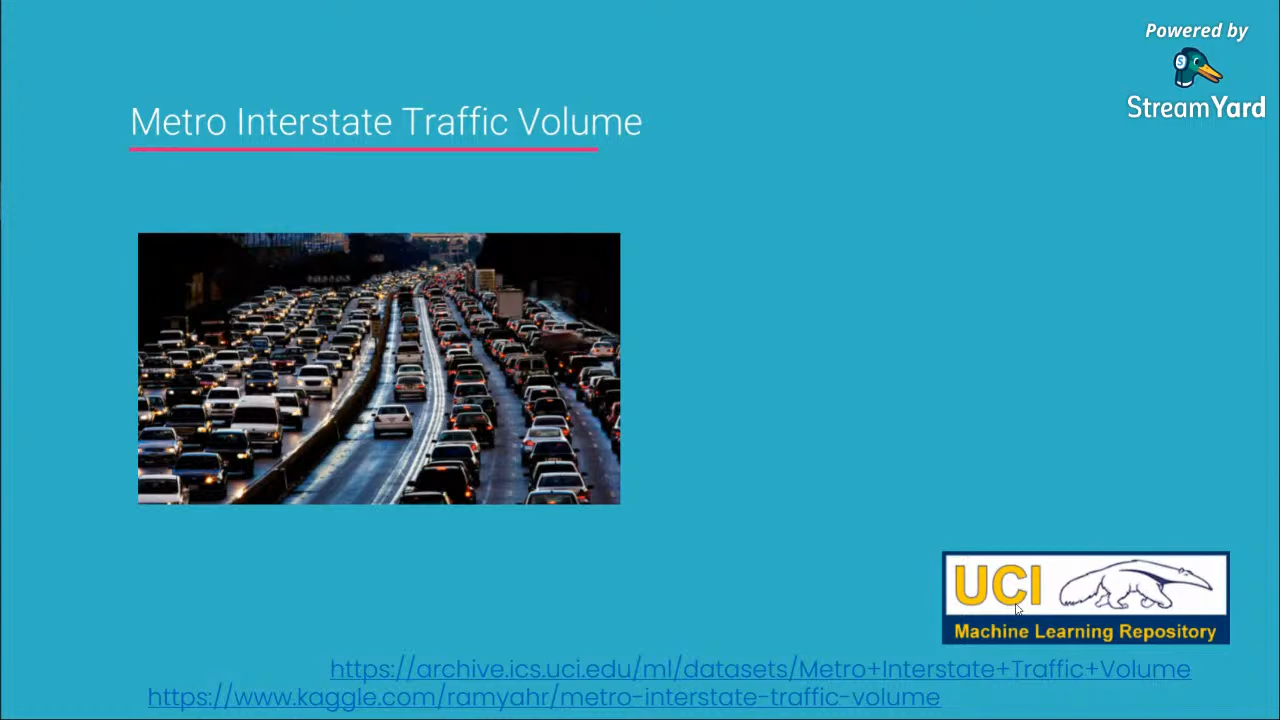 Powered by
StreamYard
Metro Interstate Traffic Volume
UCI
Machine Learning Repository
https://archive.ics.uci.edu/ml/datasets/Metro+Interstate+Traffic+Volume
https://www.kaggle.com/ramyahr/metro-interstate-traffic-volume